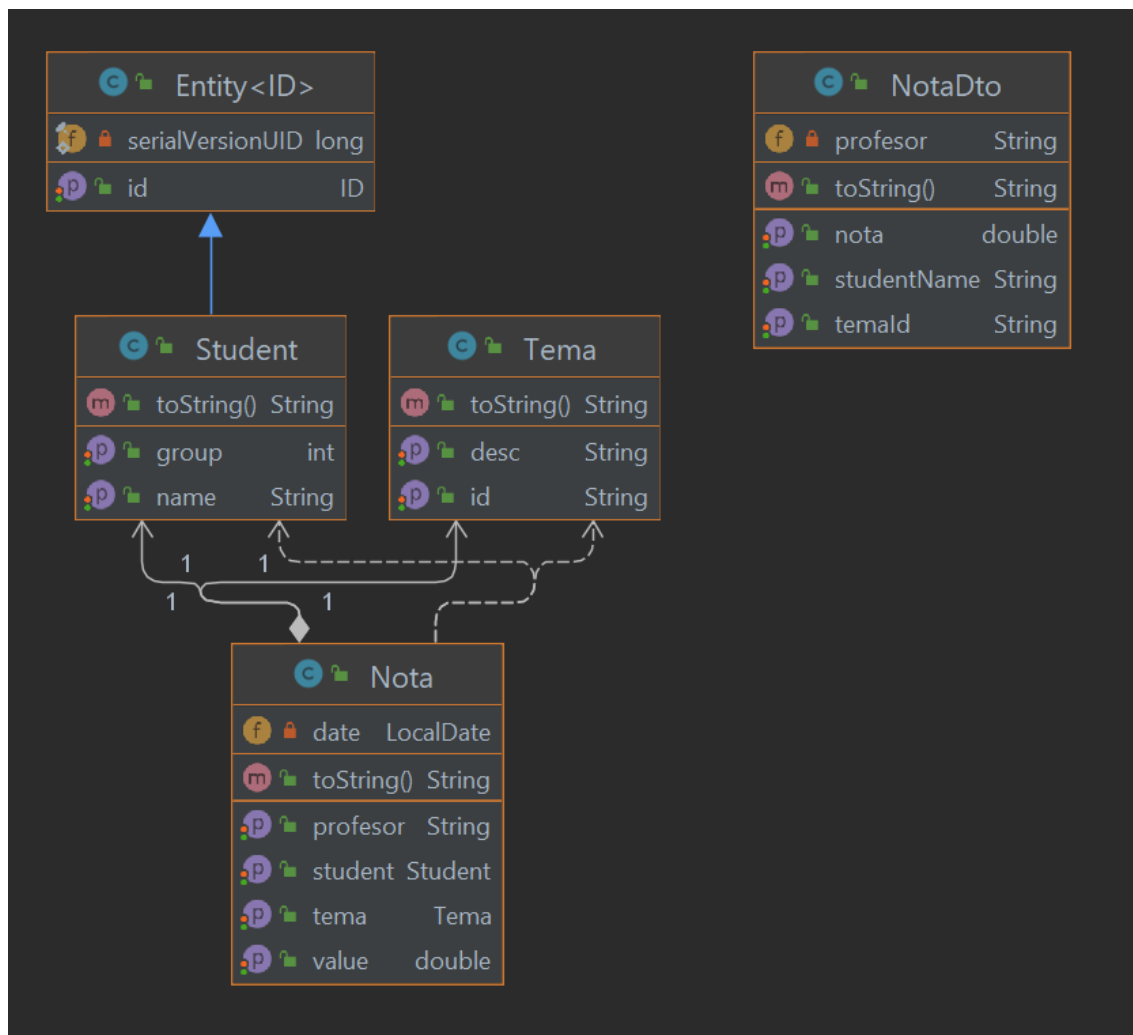 Entity<ID>
serialVersionUID long
id ID
NotaDto
profesor String
toString() String
nota double
studentName String
temaId String
Student
toString() String
group int
name String
Tema
toString() String
desc String
id String
1 1
1 1
Nota
date LocalDate
toString() String
profesor String
student Student
tema Tema
value double